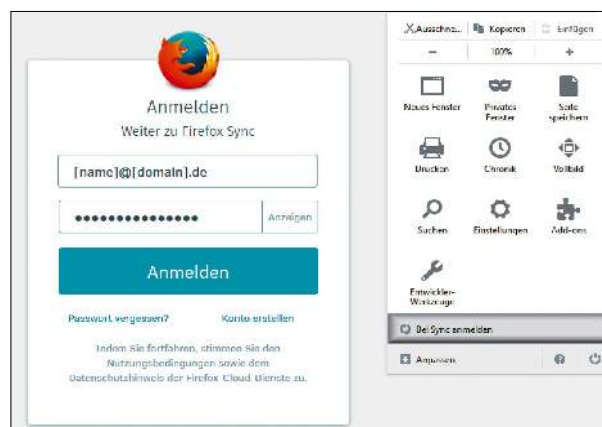 Anmelden
Weiter zu Firefox Sync
[name]@[domain].de
Anzeigen
Anmelden
Passwort vergessen? Konto erstellen
Indem Sie fortfahren, stimmen Sie den
Nutzungsbedingungen sowie dem
Datenschutzhinweis der Firefox-Cloud-Dienste zu.
Ausschne... Kopieren Einfügen
− 100% +
Neues Fenster
Privates
Fenster
Seite
speichern
Drucken Chronik Vollbild
Suchen Einstellungen Add-ons
Entwickler-
Werkzeuge
Bei Sync anmelden
Anpassen